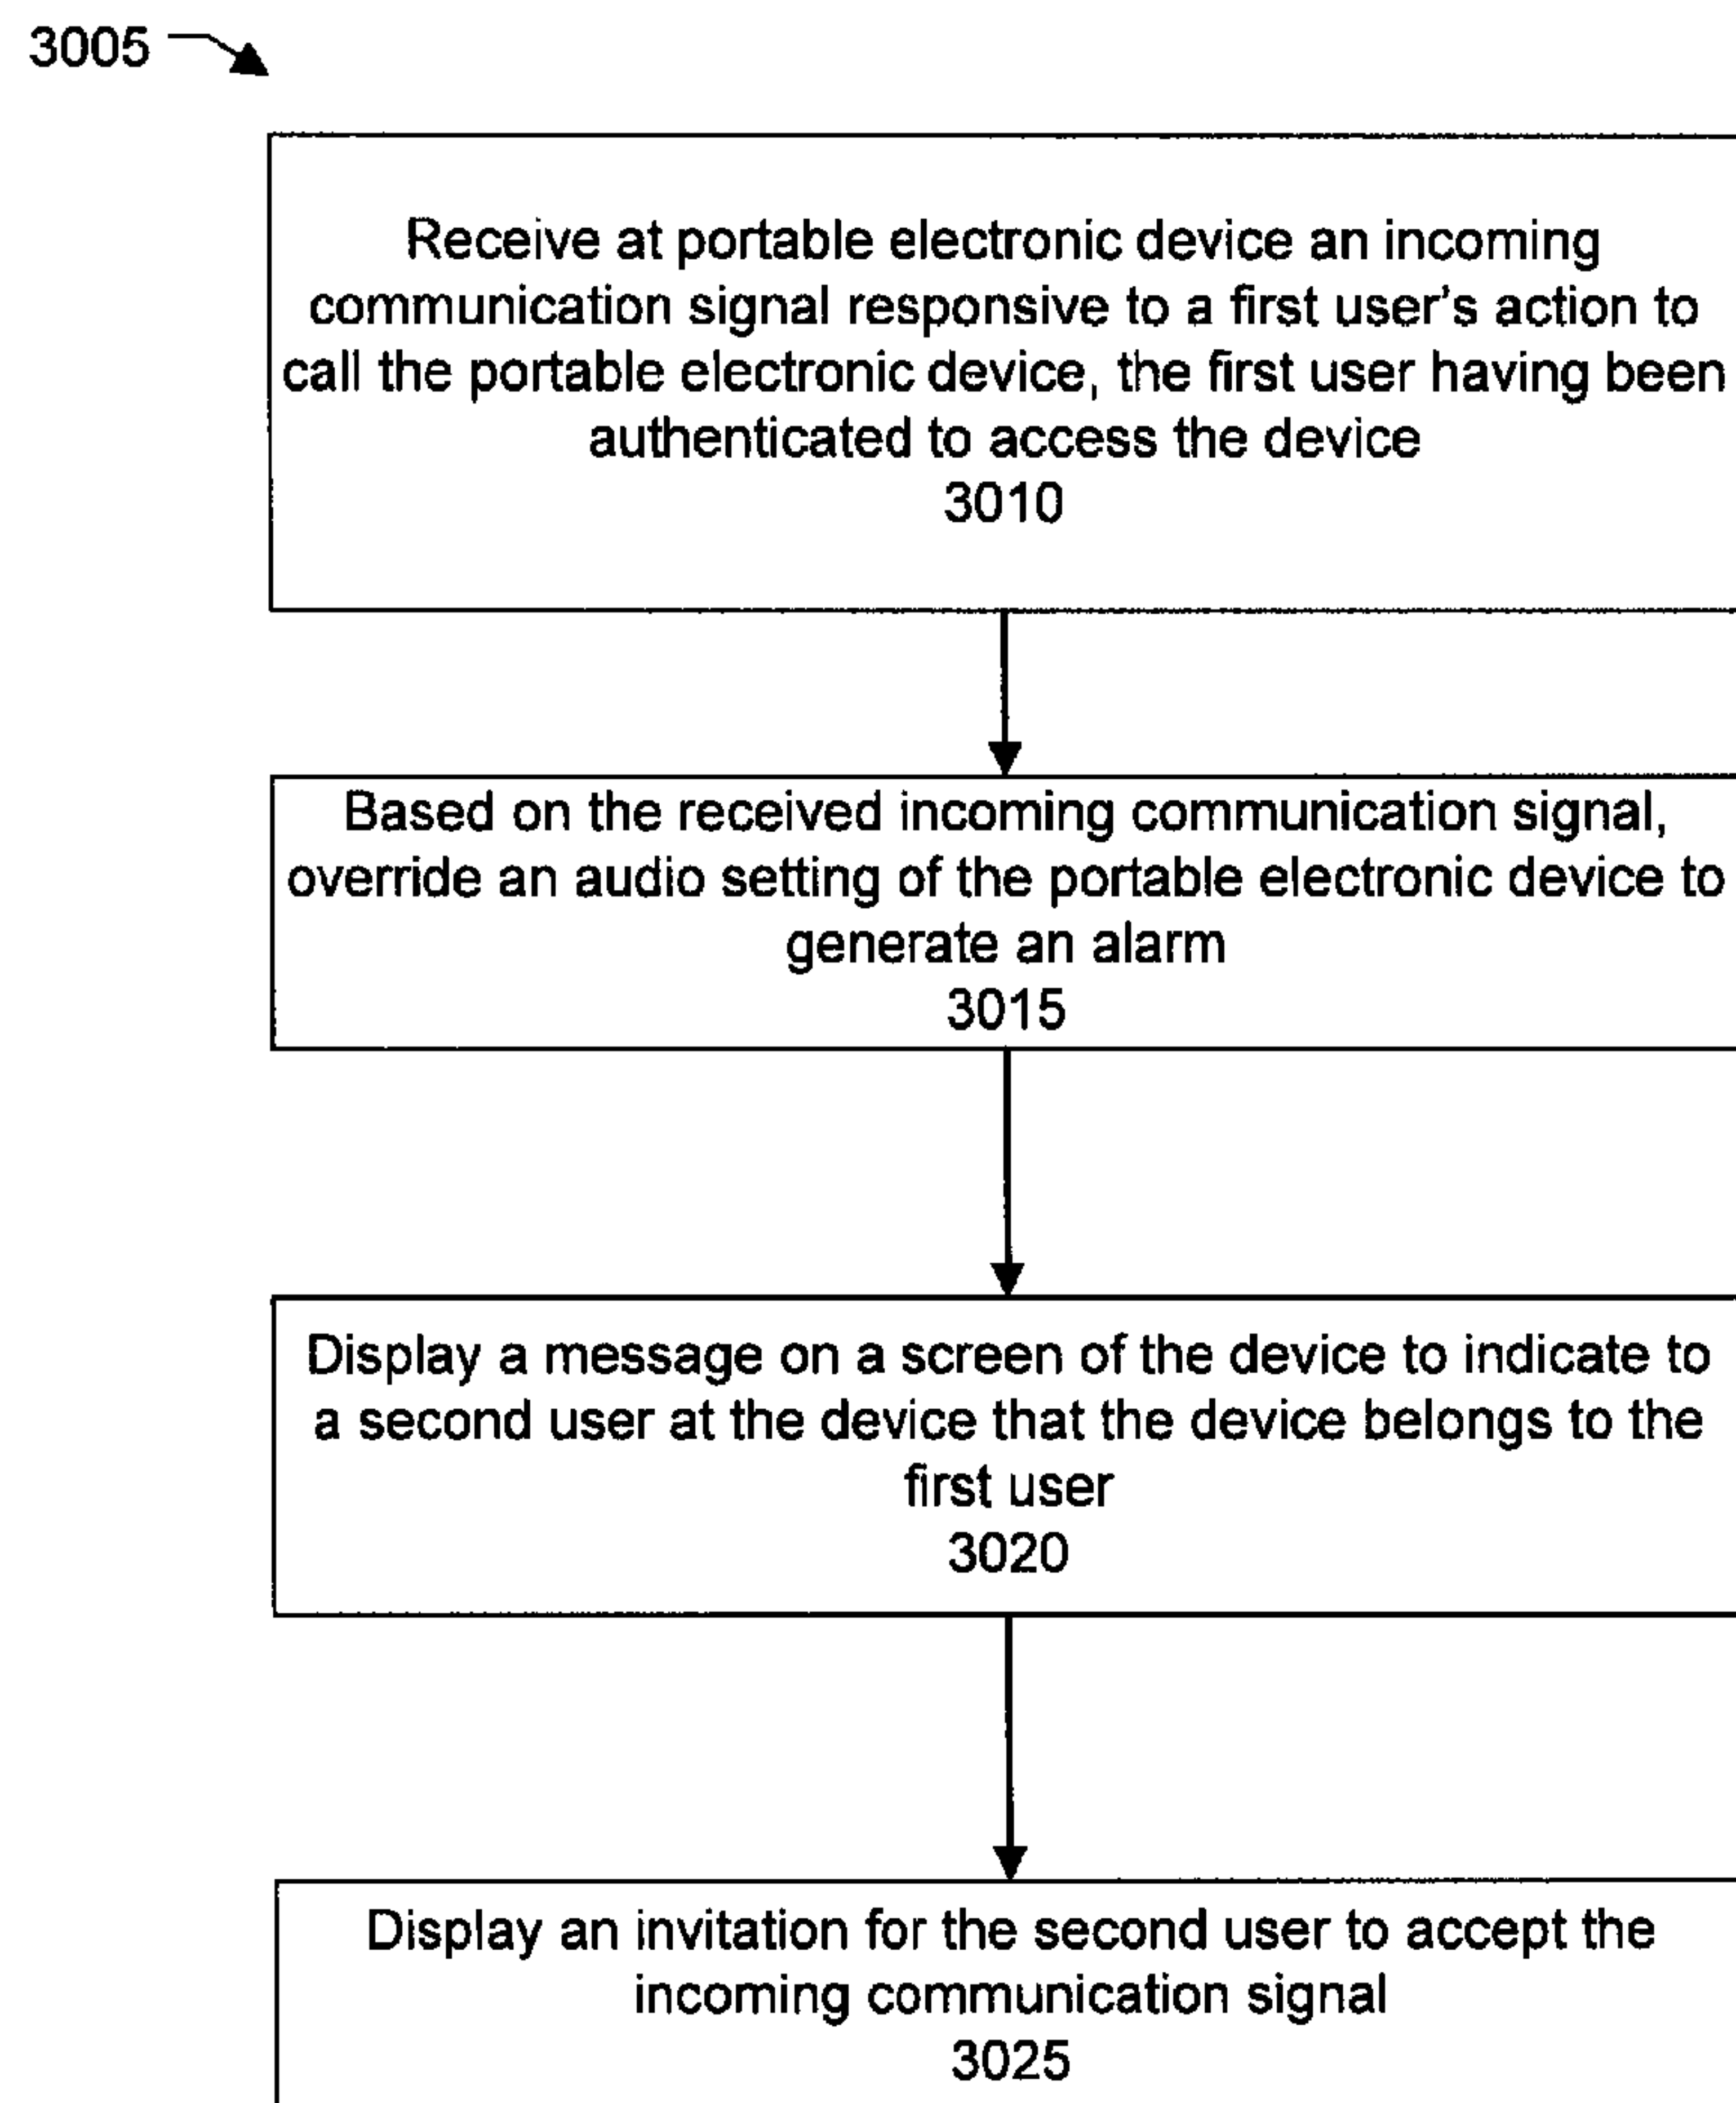 3005
Receive at portable electronic device an incoming
communication signal responsive to a first user's action to
call the portable electronic device, the first user having been
authenticated to access the device
3010
Based on the received incoming communication signal,
override an audio setting of the portable electronic device to
generate an alarm
3015
Display a message on a screen of the device to indicate to
a second user at the device that the device belongs to the
first user
3020
Display an invitation for the second user to accept the
incoming communication signal
3025